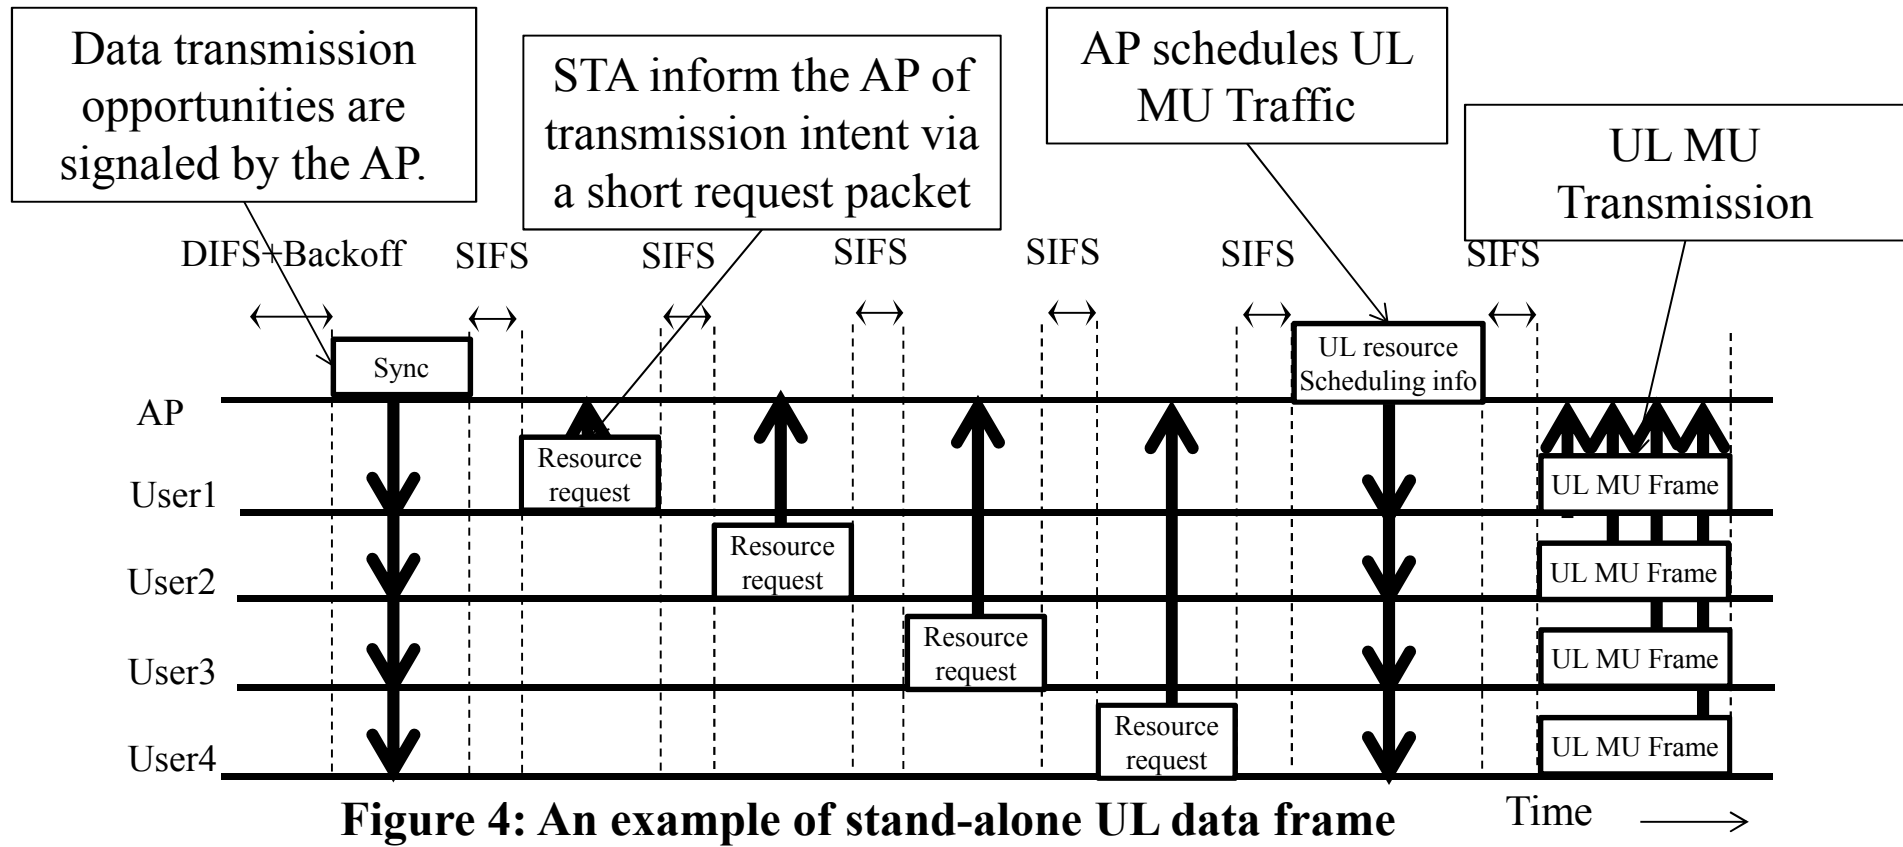 Data transmission
opportunities are
signaled by the AP.
STA inform the AP of
transmission intent via
a short request packet
AP schedules UL
MU Traffic
UL MU
Transmission
DIFS+Backoff
SIFS
SIFS
SIFS
SIFS
SIFS
SIFS
Sync
UL resource
Scheduling info
AP
Resource
request
UL MU Frame
User1
Resource
request
UL MU Frame
User2
Resource
request
UL MU Frame
User3
Resource
request
UL MU Frame
User4
Figure 4: An example of stand-alone UL data frame
Time